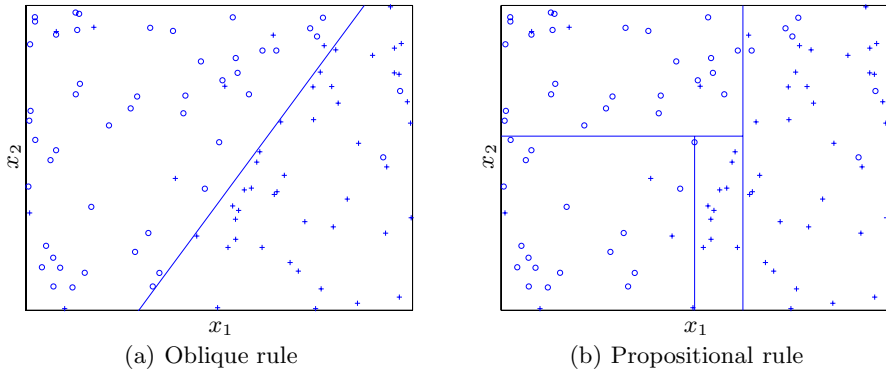 x₂
x₁
(a) Oblique rule
x₂
x₁
(b) Propositional rule